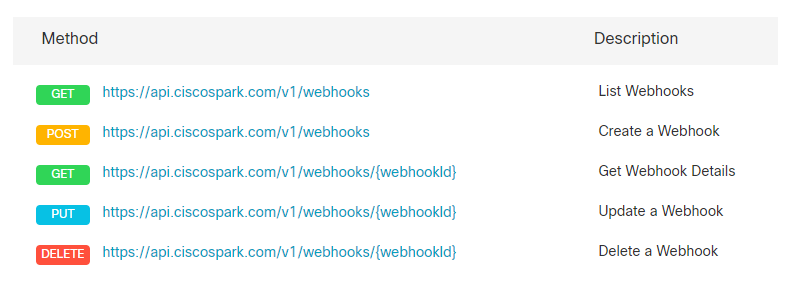 Method Description
GET https://api.ciscospark.com/v1/webhooks List Webhooks
POST https://api.ciscospark.com/v1/webhooks Create a Webhook
GET https://api.ciscospark.com/v1/webhooks/{webhookId} Get Webhook Details
PUT https://api.ciscospark.com/v1/webhooks/{webhookId} Update a Webhook
DELETE https://api.ciscospark.com/v1/webhooks/{webhookId} Delete a Webhook